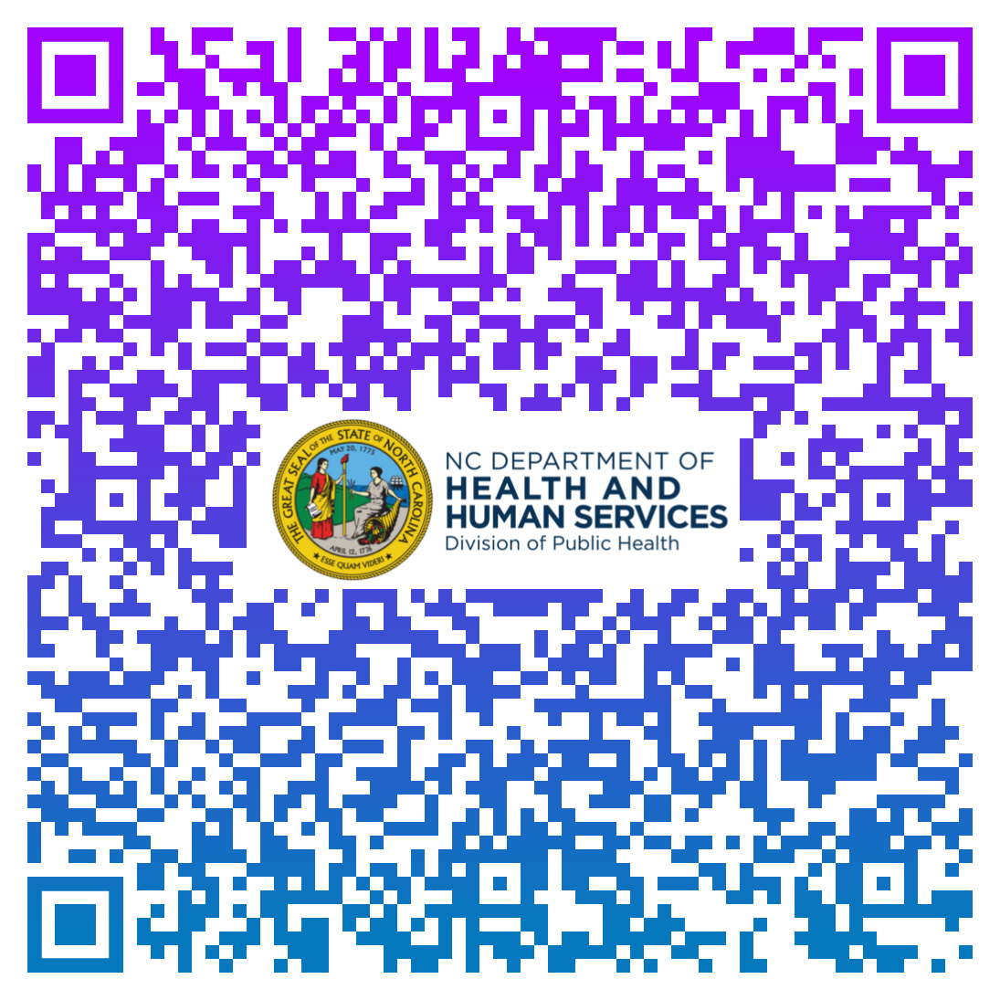 THE GREAT SEAL OF THE STATE OF NORTH CAROLINA
MAY 20, 1775
APRIL 12, 1776
★ ESSE QUAM VIDERI ★
NC DEPARTMENT OF
HEALTH AND
HUMAN SERVICES
Division of Public Health